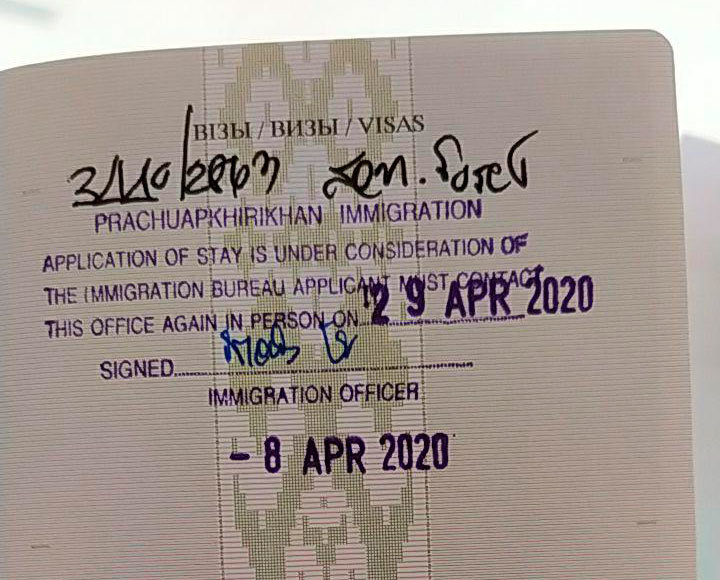 ВІЗЫ / ВИЗЫ / VISAS
PRACHUAPKHIRIKHAN IMMIGRATION
APPLICATION OF STAY IS UNDER CONSIDERATION OF
THE IMMIGRATION BUREAU APPLICANT MUST CONTACT
THIS OFFICE AGAIN IN PERSON ON 29 APR 2020
SIGNED
IMMIGRATION OFFICER
- 8 APR 2020